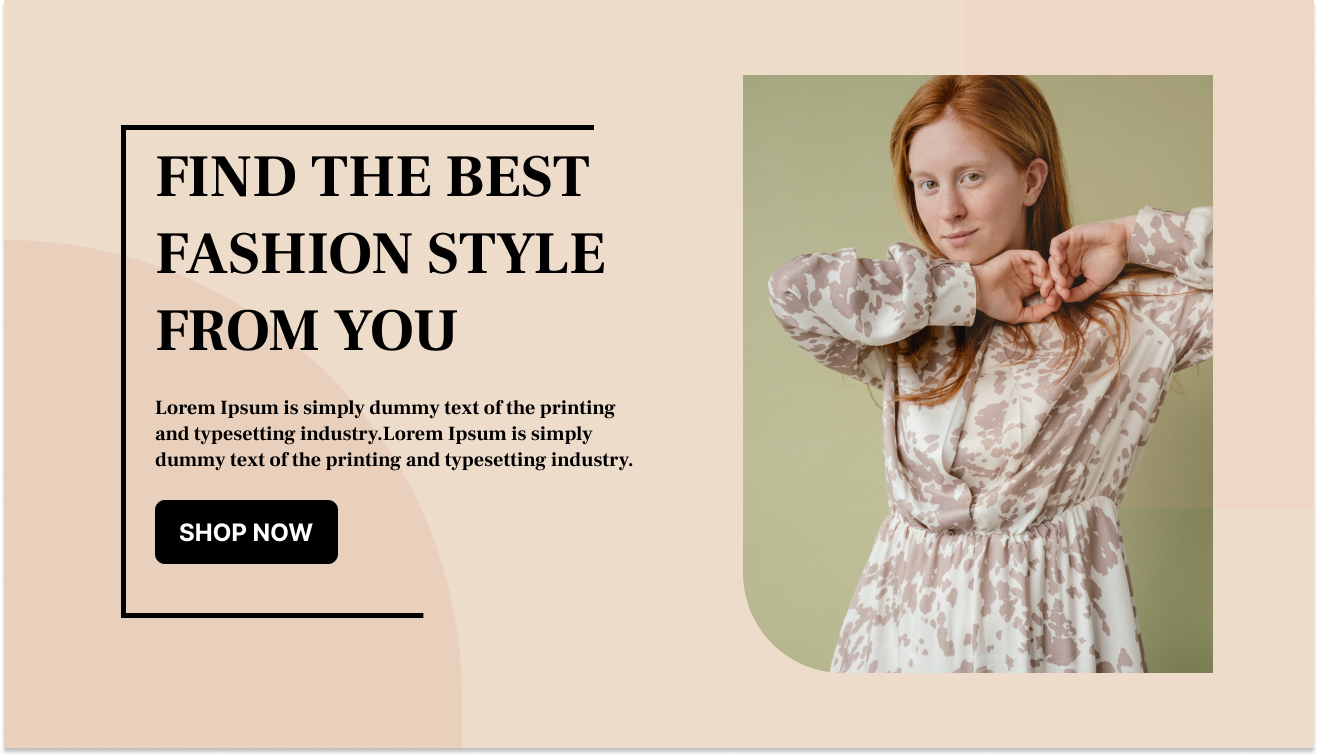 FIND THE BEST
FASHION STYLE
FROM YOU
Lorem Ipsum is simply dummy text of the printing
and typesetting industry.Lorem Ipsum is simply
dummy text of the printing and typesetting industry.
SHOP NOW